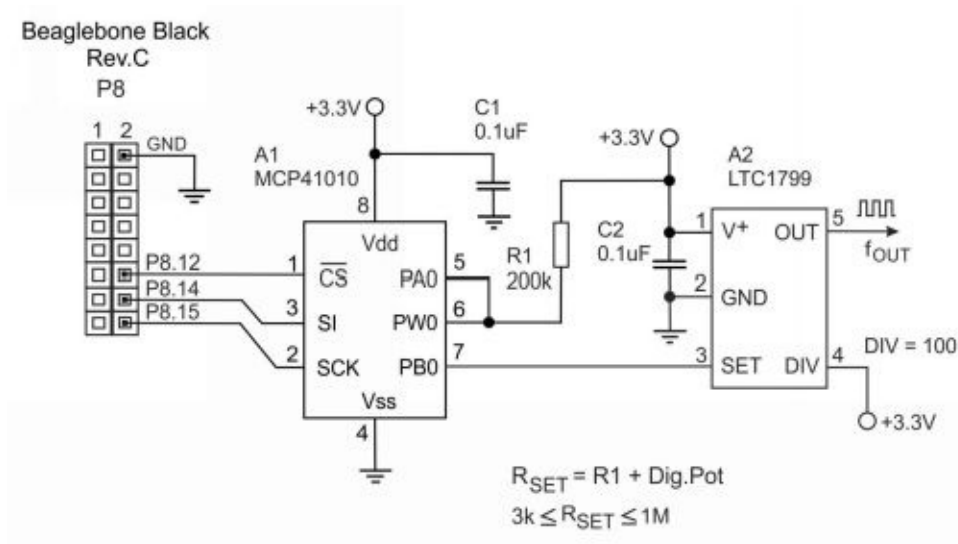 Beaglebone Black
Rev.C
P8
1 2
GND
P8.12
P8.14
P8.15
+3.3V
C1
0.1uF
A1
MCP41010
8
Vdd
1
CS
3
SI
2
SCK
Vss
4
5
PA0
6
PW0
7
PB0
R1
200k
+3.3V
C2
0.1uF
A2
LTC1799
1
V+
2
GND
3
SET
OUT
5
fOUT
DIV
4
DIV = 100
+3.3V
RSET = R1 + Dig.Pot
3k ≤ RSET ≤ 1M